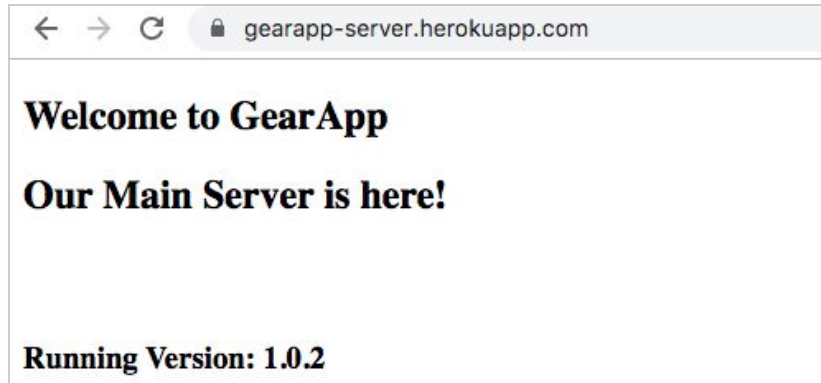 gearapp-server.herokuapp.com
Welcome to GearApp
Our Main Server is here!
Running Version: 1.0.2